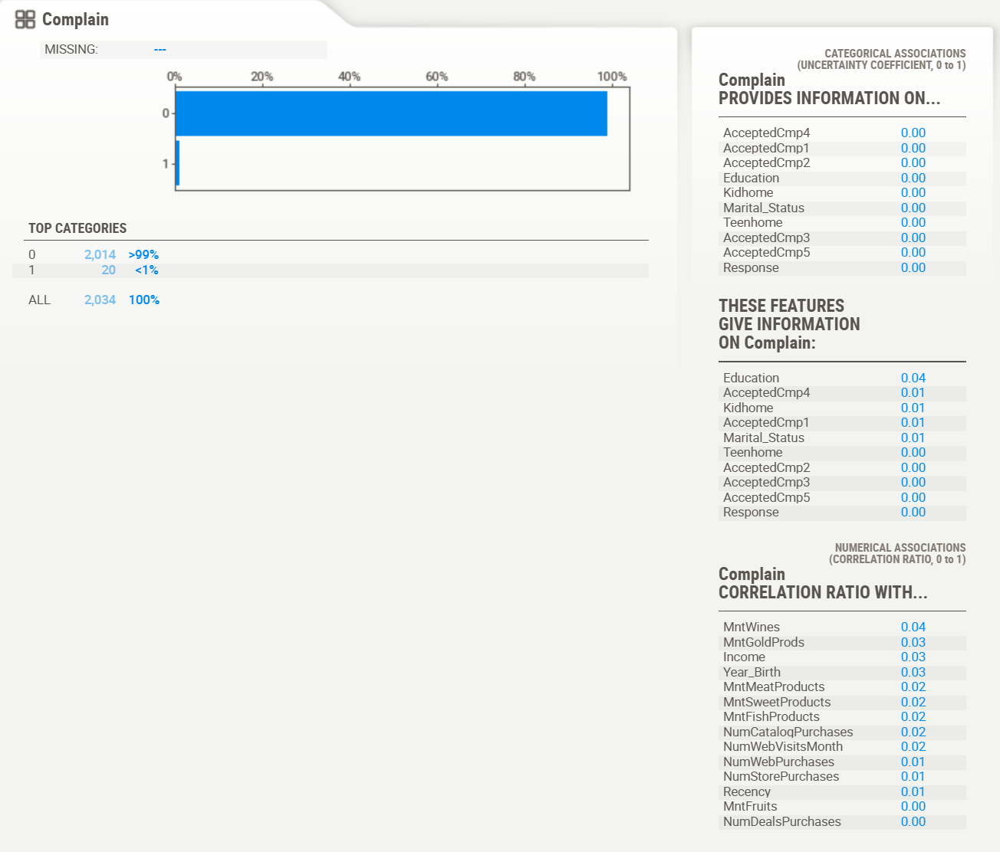 Complain
MISSING: ---
0% 20% 40% 60% 80% 100%
0
1
TOP CATEGORIES
0 2,014 >99%
1 20 <1%
ALL 2,034 100%
CATEGORICAL ASSOCIATIONS
(UNCERTAINTY COEFFICIENT, 0 to 1)
Complain
PROVIDES INFORMATION ON...
AcceptedCmp4 0.00
AcceptedCmp1 0.00
AcceptedCmp2 0.00
Education 0.00
Kidhome 0.00
Marital_Status 0.00
Teenhome 0.00
AcceptedCmp3 0.00
AcceptedCmp5 0.00
Response 0.00
THESE FEATURES
GIVE INFORMATION
ON Complain:
Education 0.04
AcceptedCmp4 0.01
Kidhome 0.01
AcceptedCmp1 0.01
Marital_Status 0.01
Teenhome 0.00
AcceptedCmp2 0.00
AcceptedCmp3 0.00
AcceptedCmp5 0.00
Response 0.00
NUMERICAL ASSOCIATIONS
(CORRELATION RATIO, 0 to 1)
Complain
CORRELATION RATIO WITH...
MntWines 0.04
MntGoldProds 0.03
Income 0.03
Year_Birth 0.03
MntMeatProducts 0.02
MntSweetProducts 0.02
MntFishProducts 0.02
NumCatalogPurchases 0.02
NumWebVisitsMonth 0.02
NumWebPurchases 0.01
NumStorePurchases 0.01
Recency 0.01
MntFruits 0.00
NumDealsPurchases 0.00